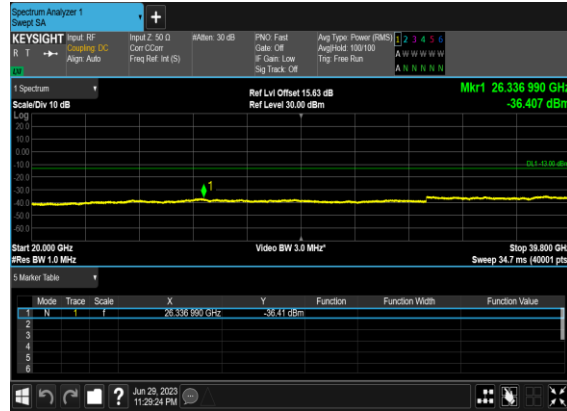 Spectrum Analyzer 1
Swept SA
+
KEYSIGHT Input: RF Input Z: 50 Ω #Atten: 30 dB PNO: Fast Avg Type: Power (RMS) 1 2 3 4 5 6
R T Coupling: DC Corr CCorr Gate: Off Avg|Hold: 100/100 A W W W W W
Align: Auto Freq Ref: Int (S) IF Gain: Low Trig: Free Run
Sig Track: Off A N N N N N
1 Spectrum Ref Lvl Offset 15.63 dB Mkr1 26.336 990 GHz
Scale/Div 10 dB Ref Level 30.00 dBm -36.407 dBm
Log
20.0
10.0
0.00
-10.0
DL1 -13.00 dBm
-20.0
-30.0
1
-40.0
-50.0
-60.0
Start 20.000 GHz Video BW 3.0 MHz* Stop 39.800 GHz
#Res BW 1.0 MHz Sweep 34.7 ms (40001 pts)
5 Marker Table
Mode Trace Scale X Y Function Function Width Function Value
1 N 1 f 26.336 990 GHz -36.41 dBm
2
3
4
5
6
? Jun 29, 2023
11:29:24 PM